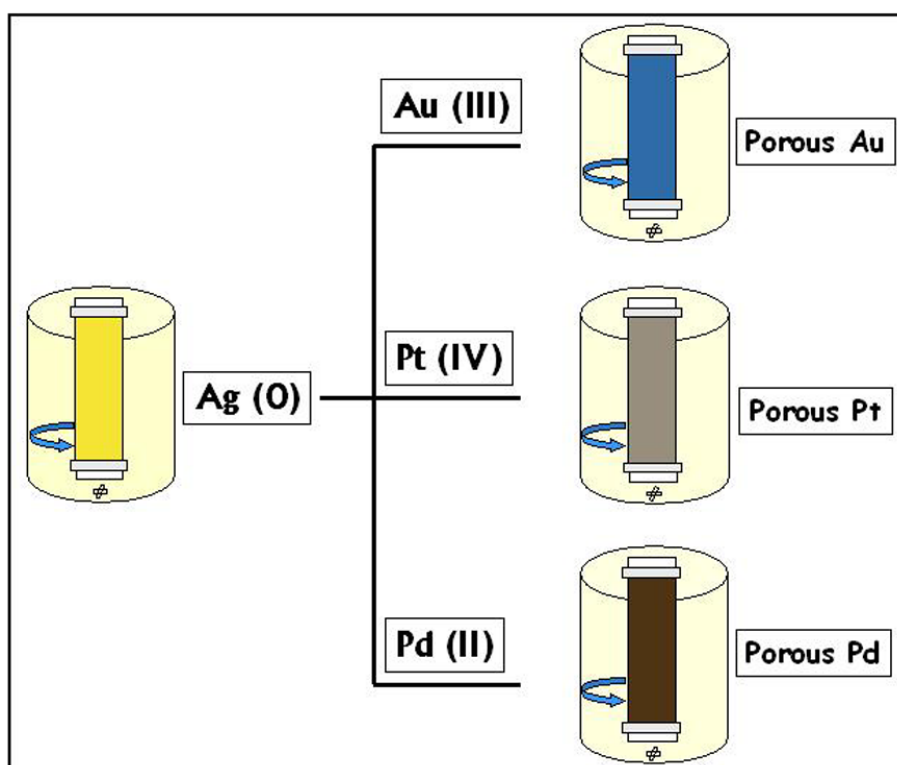 Au (III)
Porous Au
Ag (0)
Pt (IV)
Porous Pt
Pd (II)
Porous Pd